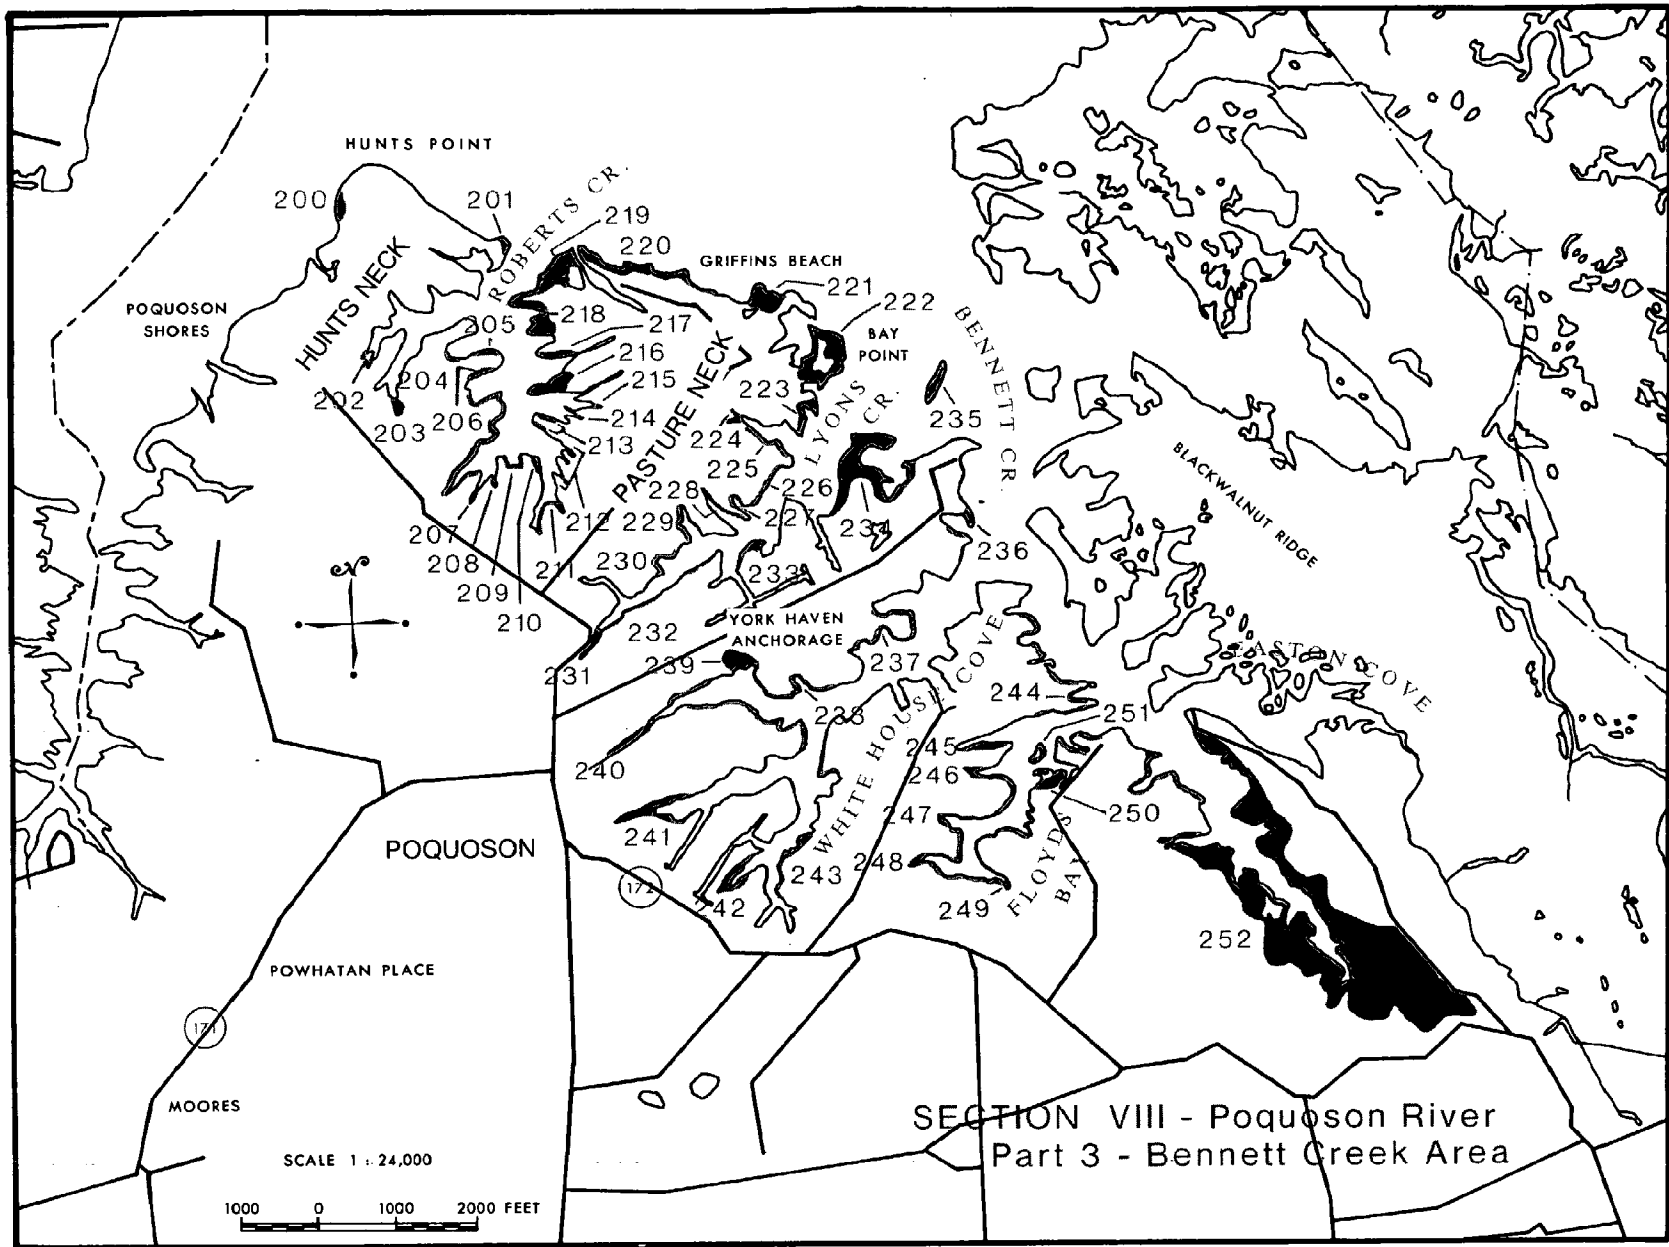 HUNTS POINT
200
201
ROBERTS CR.
219
220
GRIFFINS BEACH
221
222
HUNTS NECK
POQUOSON
SHORES
205
218
217
216
215
214
213
BAY
POINT
BENNETT CR.
202
203
204
206
PASTURE NECK
223
224
225
LYONS
CR.
235
226
227
228
229
234
BLACKWALNUT RIDGE
207
208
209
210
211
212
230
233
236
232
YORK HAVEN
ANCHORAGE
231
239
237
238
WHITE HOUSE COVE
EASTON COVE
244
251
245
246
240
247
250
241
POQUOSON
172
243
248
242
249
FLOYDS
BAY
252
POWHATAN PLACE
171
MOORES
SECTION VIII - Poquoson River
Part 3 - Bennett Creek Area
SCALE 1 : 24,000
1000 0 1000 2000 FEET